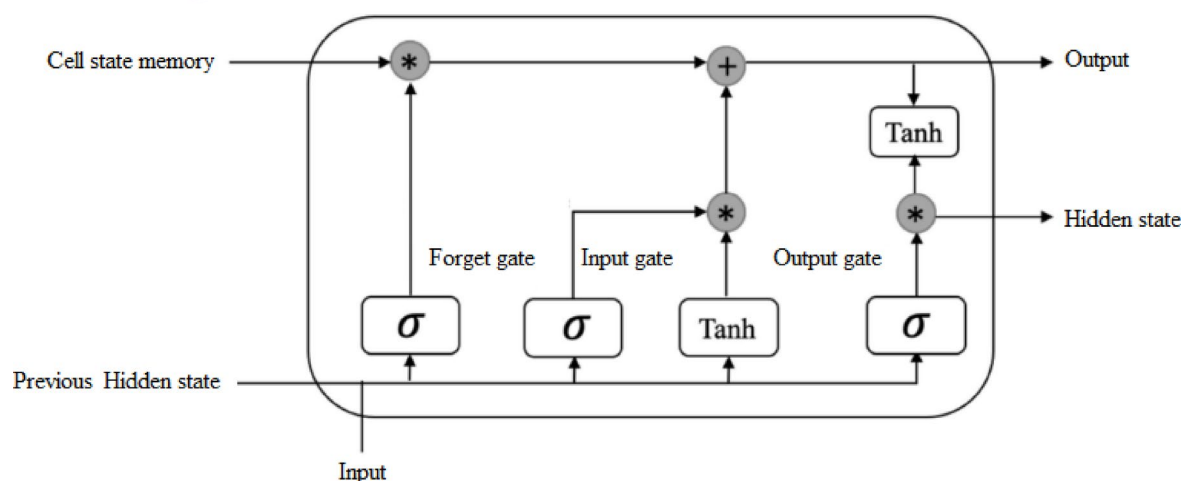 Cell state memory
*
+
Output
Tanh
*
*
Hidden state
Forget gate
Input gate
Output gate
σ
σ
Tanh
σ
Previous Hidden state
Input